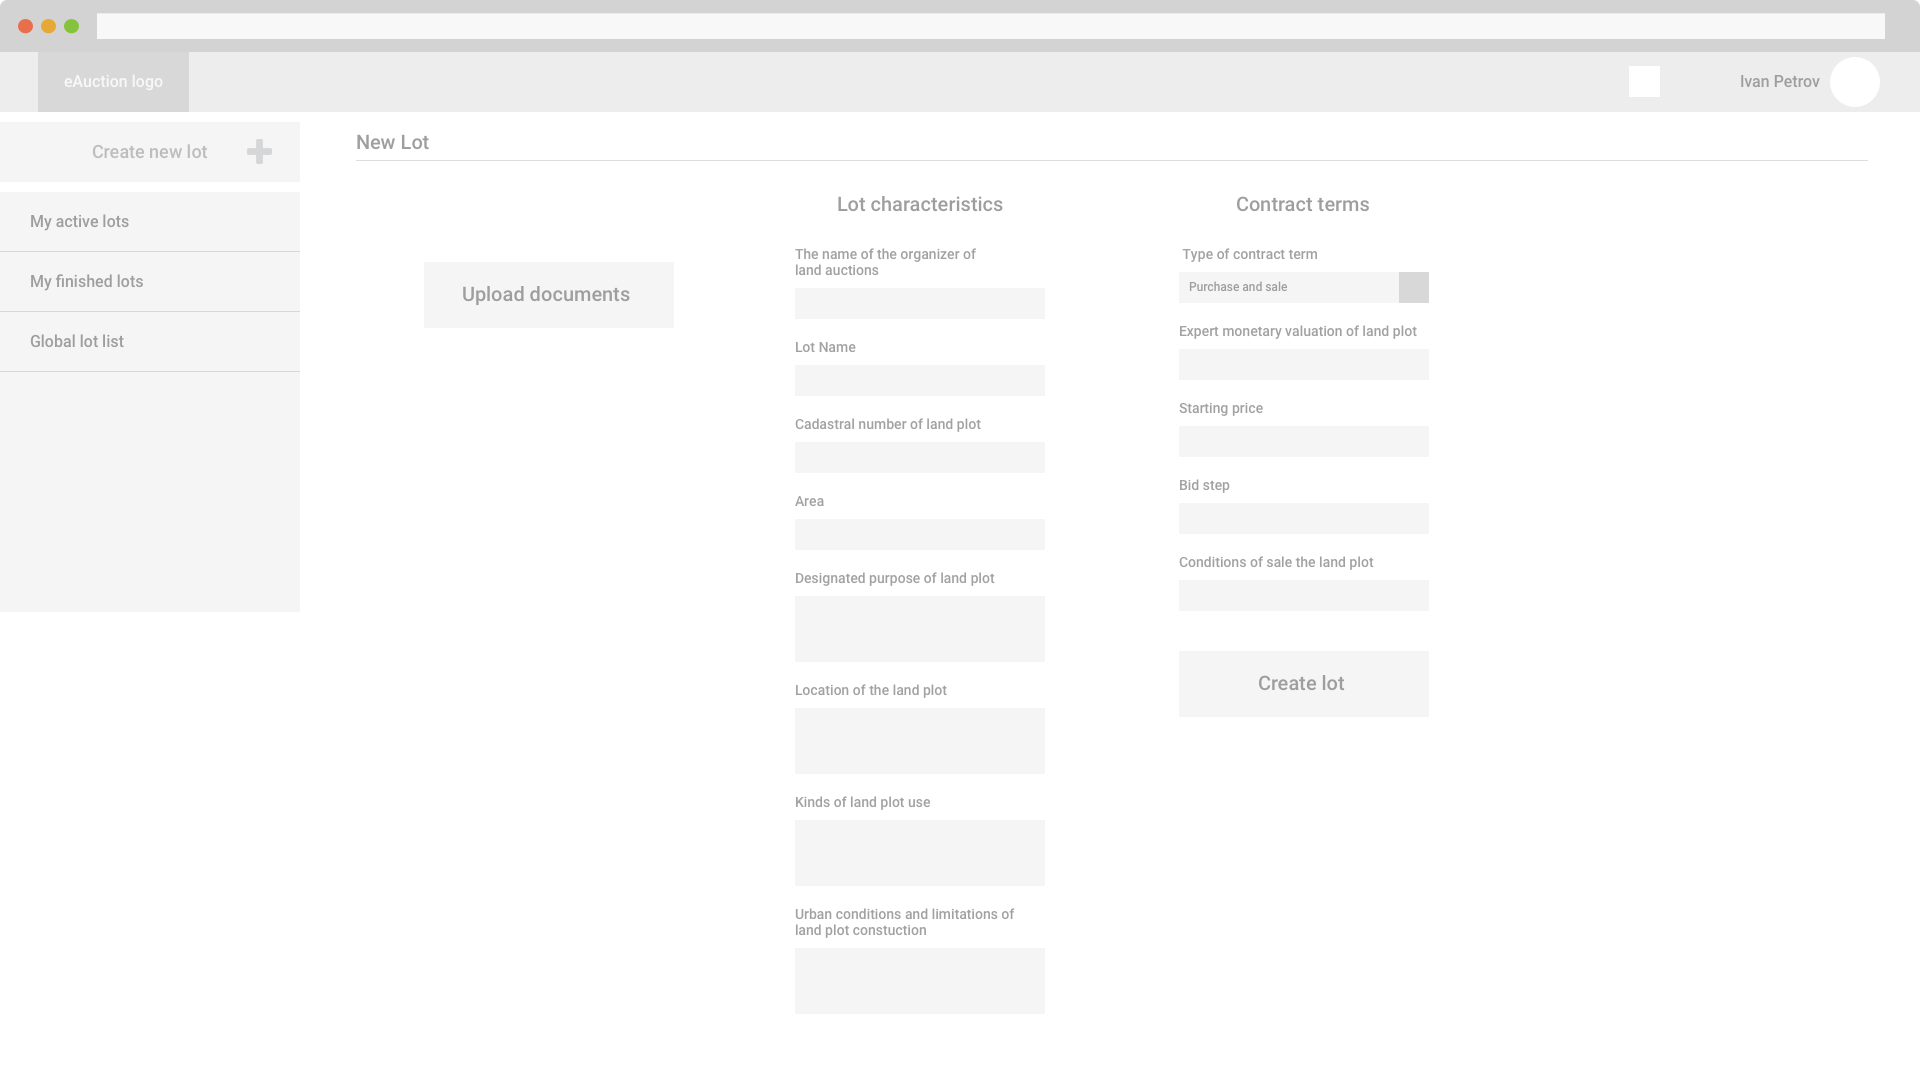 eAuction logo
Ivan Petrov
Create new lot
My active lots
My finished lots
Global lot list
New Lot
Upload documents
Lot characteristics
The name of the organizer of
land auctions
Lot Name
Cadastral number of land plot
Area
Designated purpose of land plot
Location of the land plot
Kinds of land plot use
Urban conditions and limitations of
land plot constuction
Contract terms
Type of contract term
Purchase and sale
Expert monetary valuation of land plot
Starting price
Bid step
Conditions of sale the land plot
Create lot